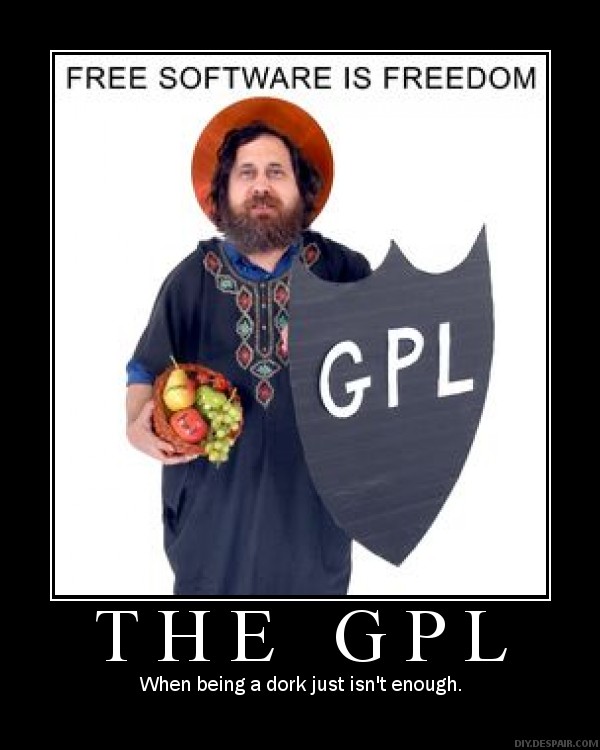 FREE SOFTWARE IS FREEDOM
GPL
THE GPL
When being a dork just isn't enough.
DIY.DESPAIR.COM